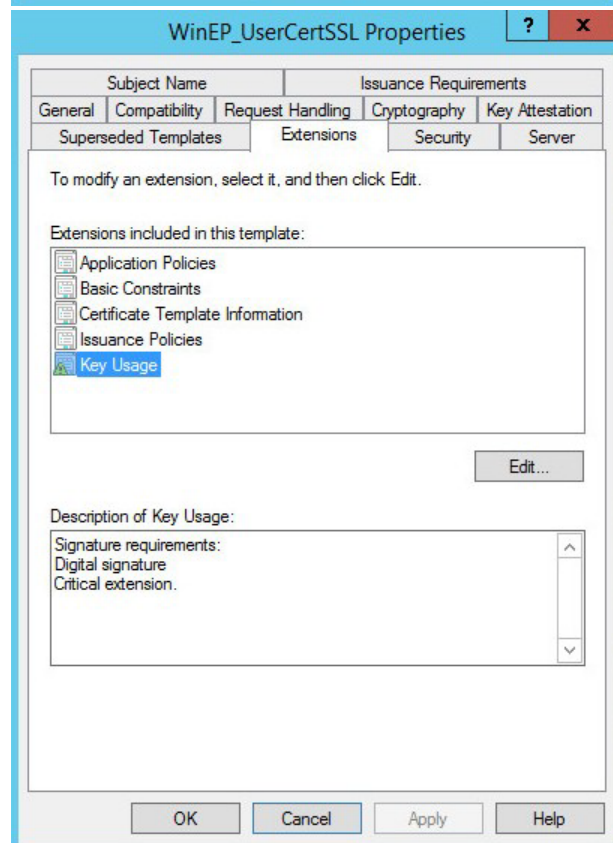 WinEP_UserCertSSL Properties
? x
Subject Name Issuance Requirements
General Compatibility Request Handling Cryptography Key Attestation
Superseded Templates Extensions Security Server
To modify an extension, select it, and then click Edit.
Extensions included in this template:
Application Policies
Basic Constraints
Certificate Template Information
Issuance Policies
Key Usage
Edit...
Description of Key Usage:
Signature requirements:
Digital signature
Critical extension.
OK Cancel Apply Help